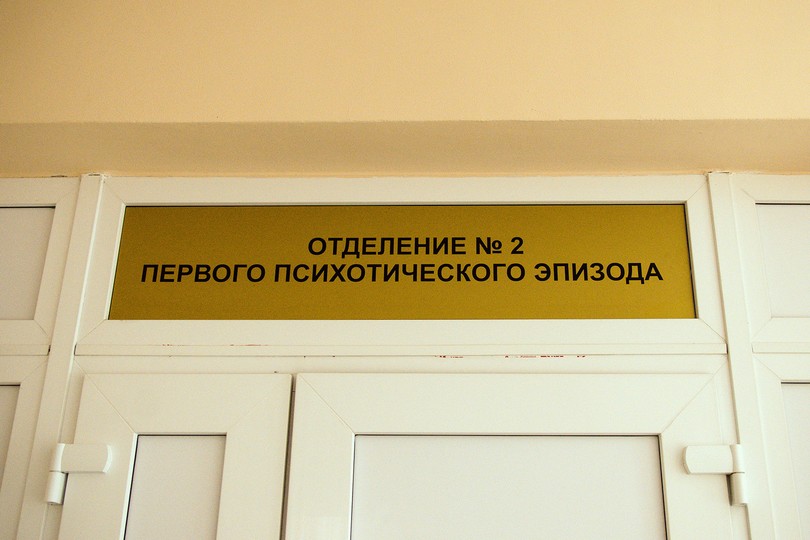 ОТДЕЛЕНИЕ № 2
ПЕРВОГО ПСИХОТИЧЕСКОГО ЭПИЗОДА